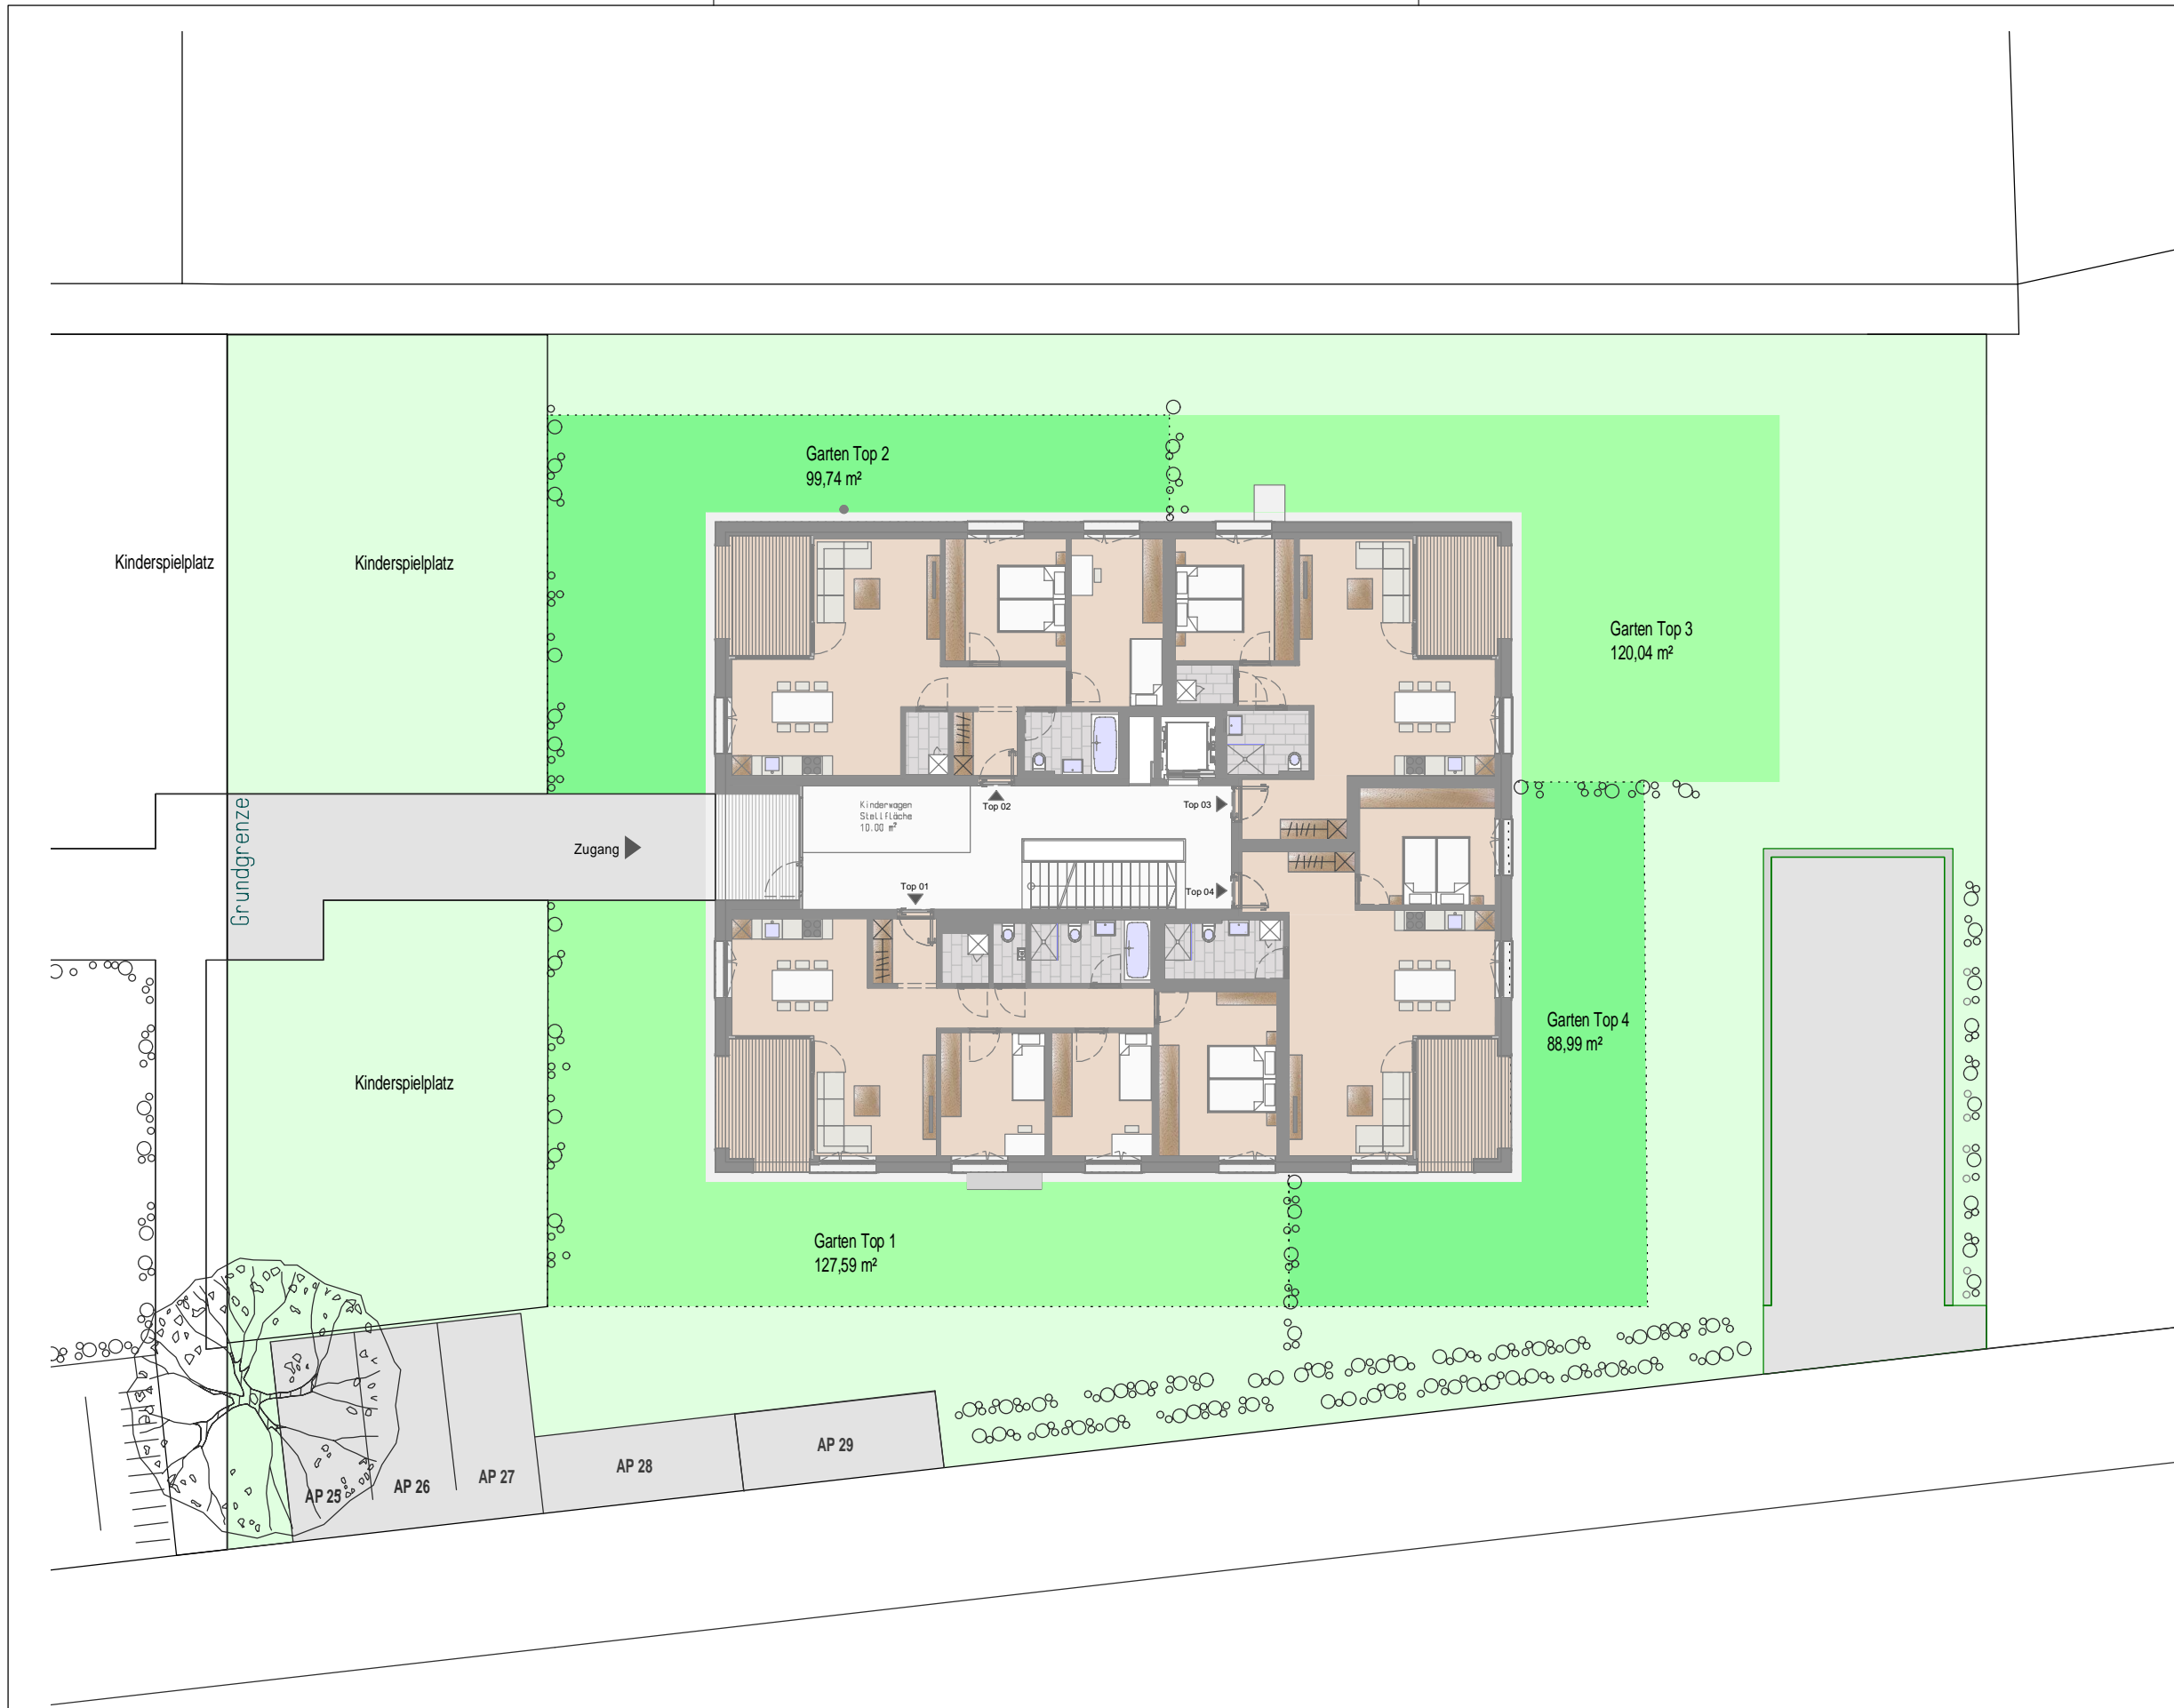 Garten Top 2
99,74 m²
Kinderspielplatz
Kinderspielplatz
Garten Top 3
120,04 m²
Grundgrenze
Zugang
Kinderwagen
Stellfläche
10.00 m²
Top 02
Top 03
Top 01
Top 04
Garten Top 4
88,99 m²
Kinderspielplatz
Garten Top 1
127,59 m²
AP 25
AP 26
AP 27
AP 28
AP 29